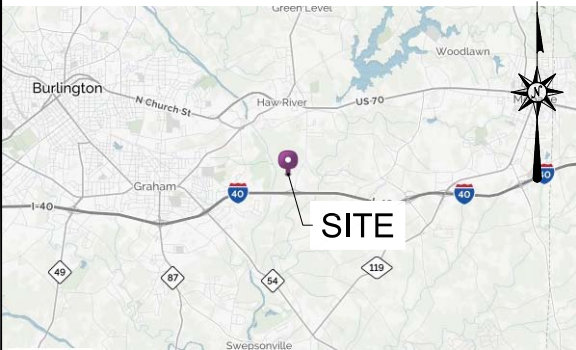 Green Level
Woodlawn
Burlington
N Church St
Haw River
US-70
N
Graham
40
40
40
I-40
SITE
49
87
54
119
Swepsonville